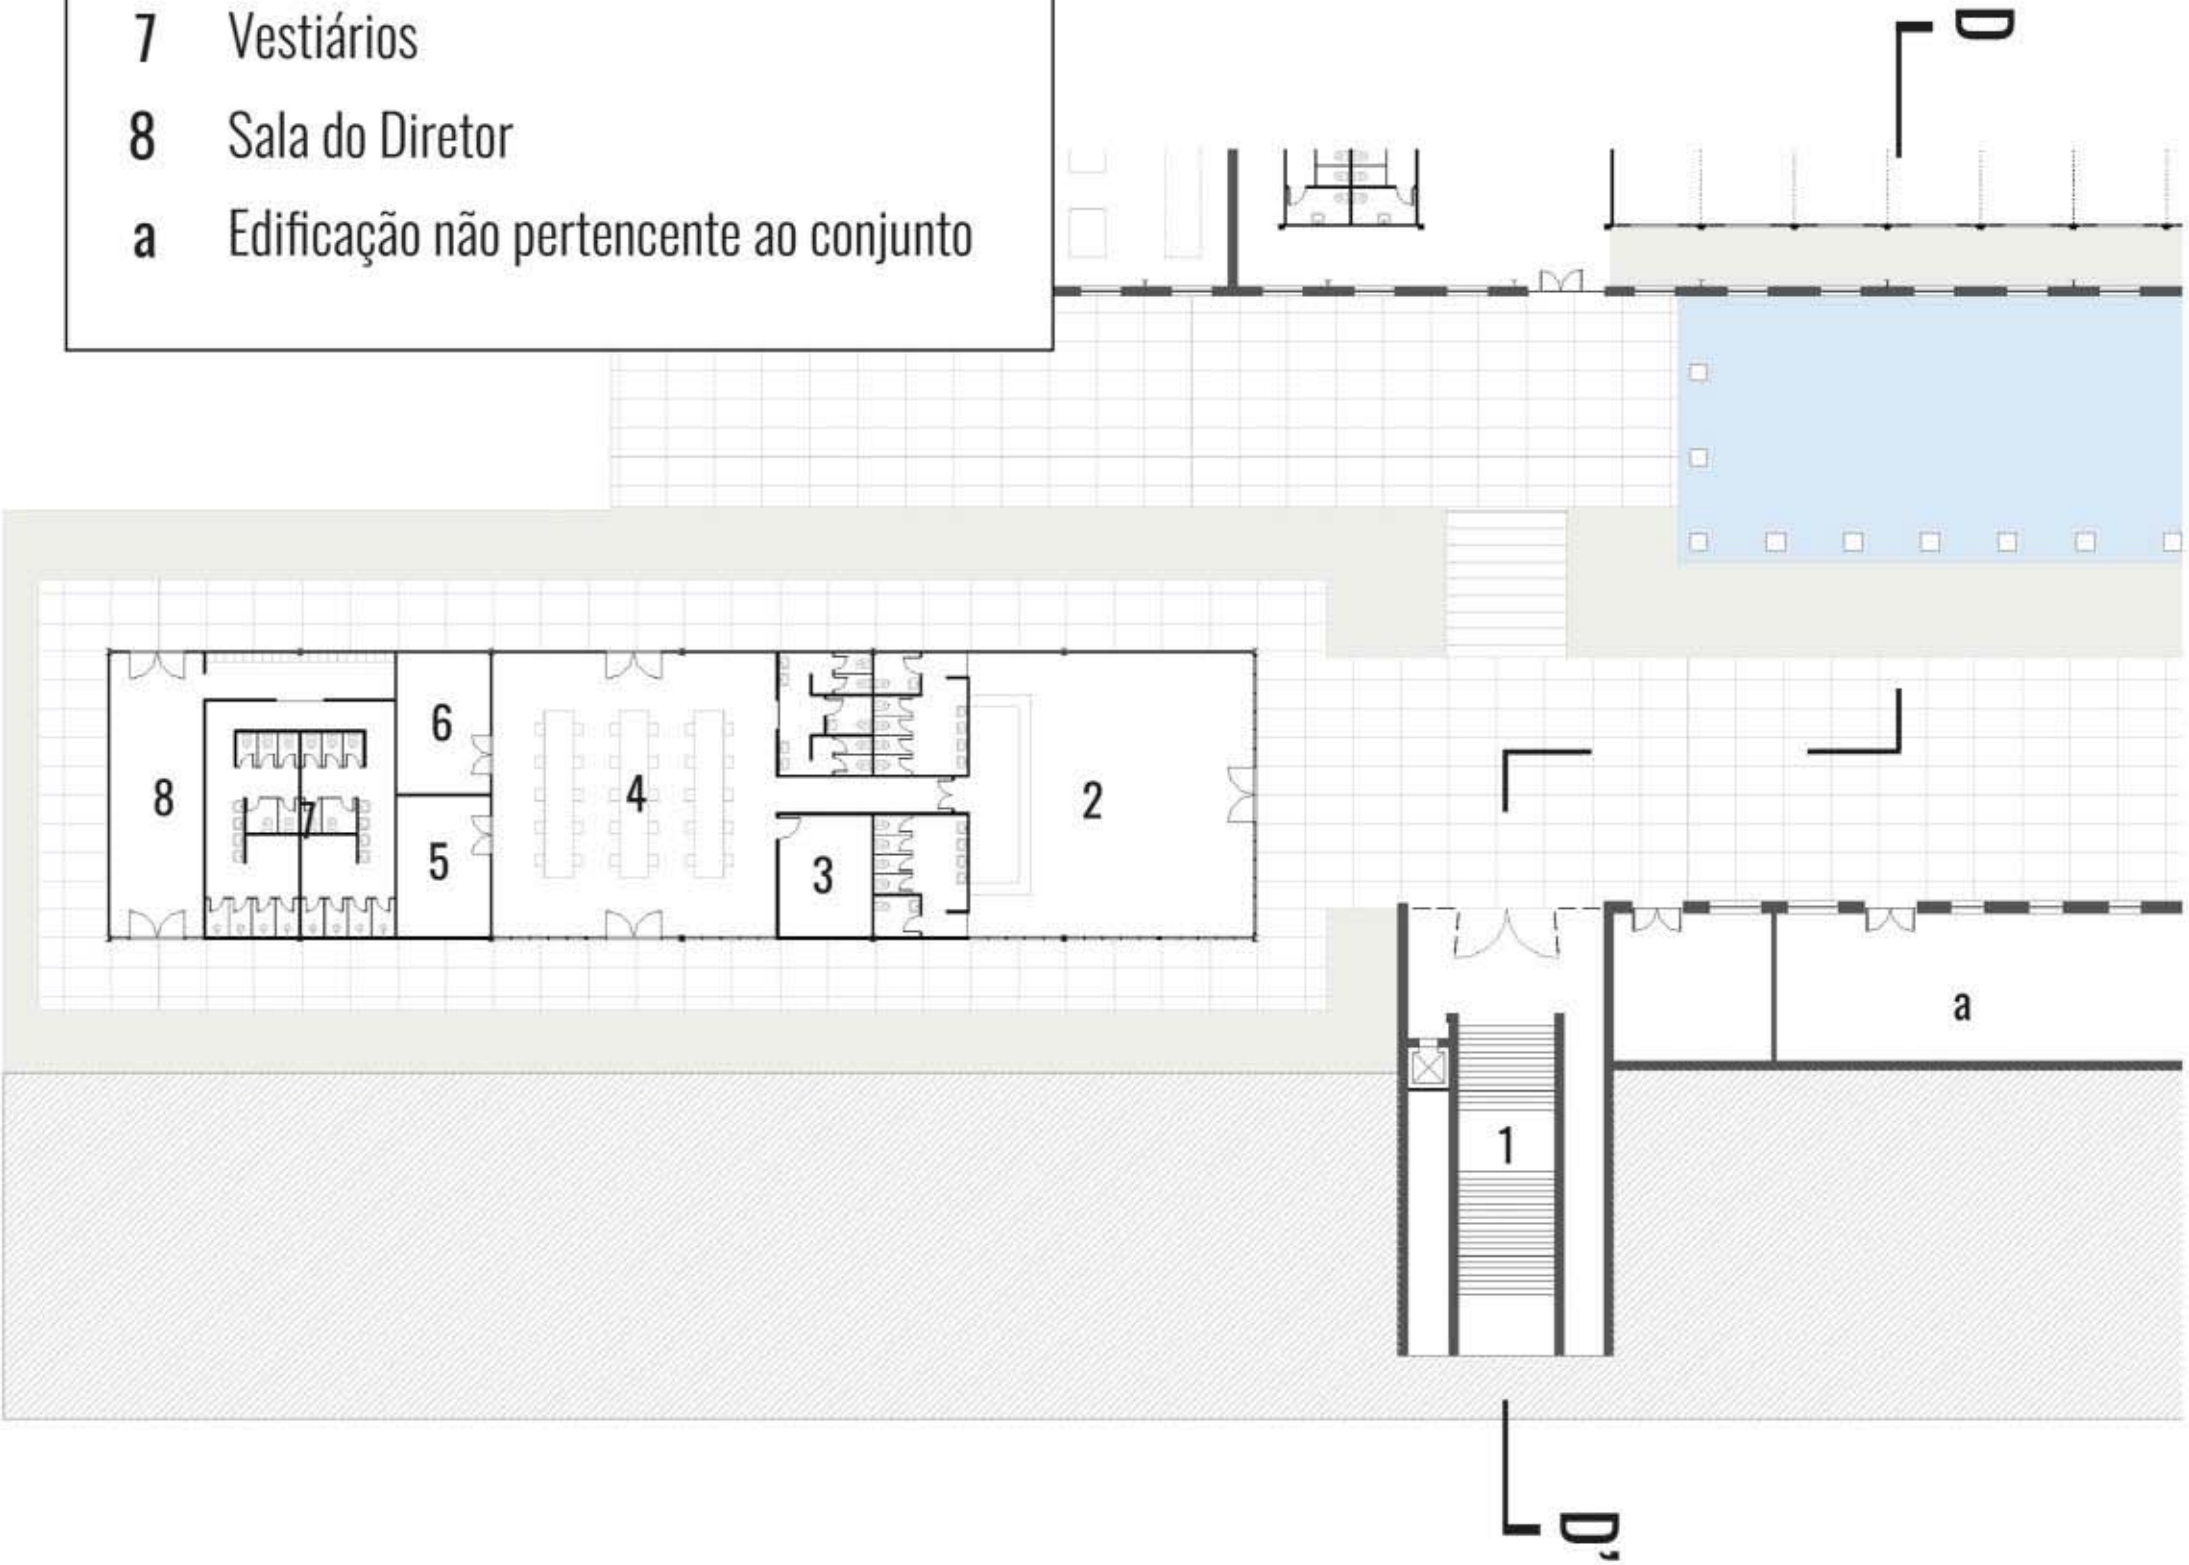 7 Vestiários
8 Sala do Diretor
a Edificação não pertencente ao conjunto
D
6
8
4
2
7
5
3
a
1
D'